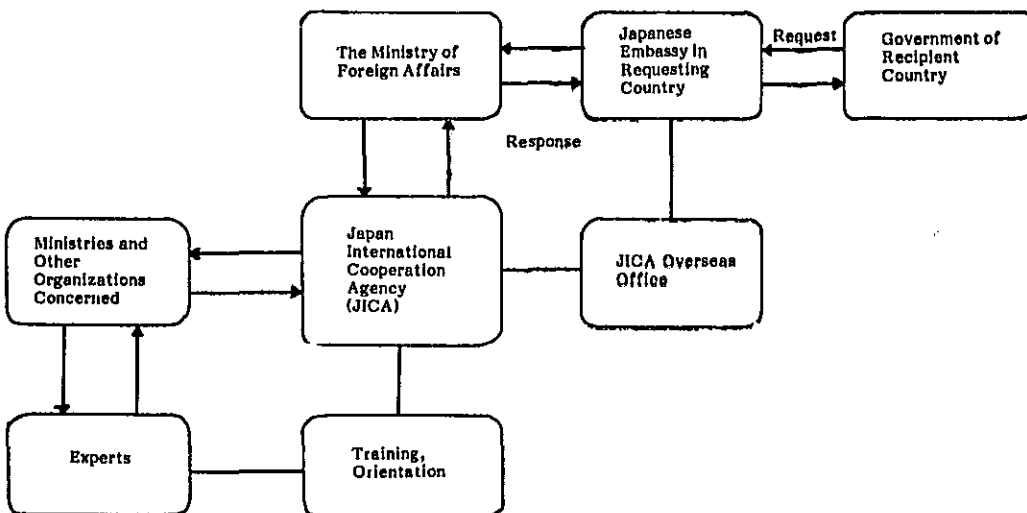 The Ministry of
Foreign Affairs
Japanese
Embassy in
Requesting
Country
Request
Government of
Recipient
Country
Response
Ministries and
Other
Organizations
Concerned
Japan
International
Cooperation
Agency
(JICA)
JICA Overseas
Office
Experts
Training,
Orientation